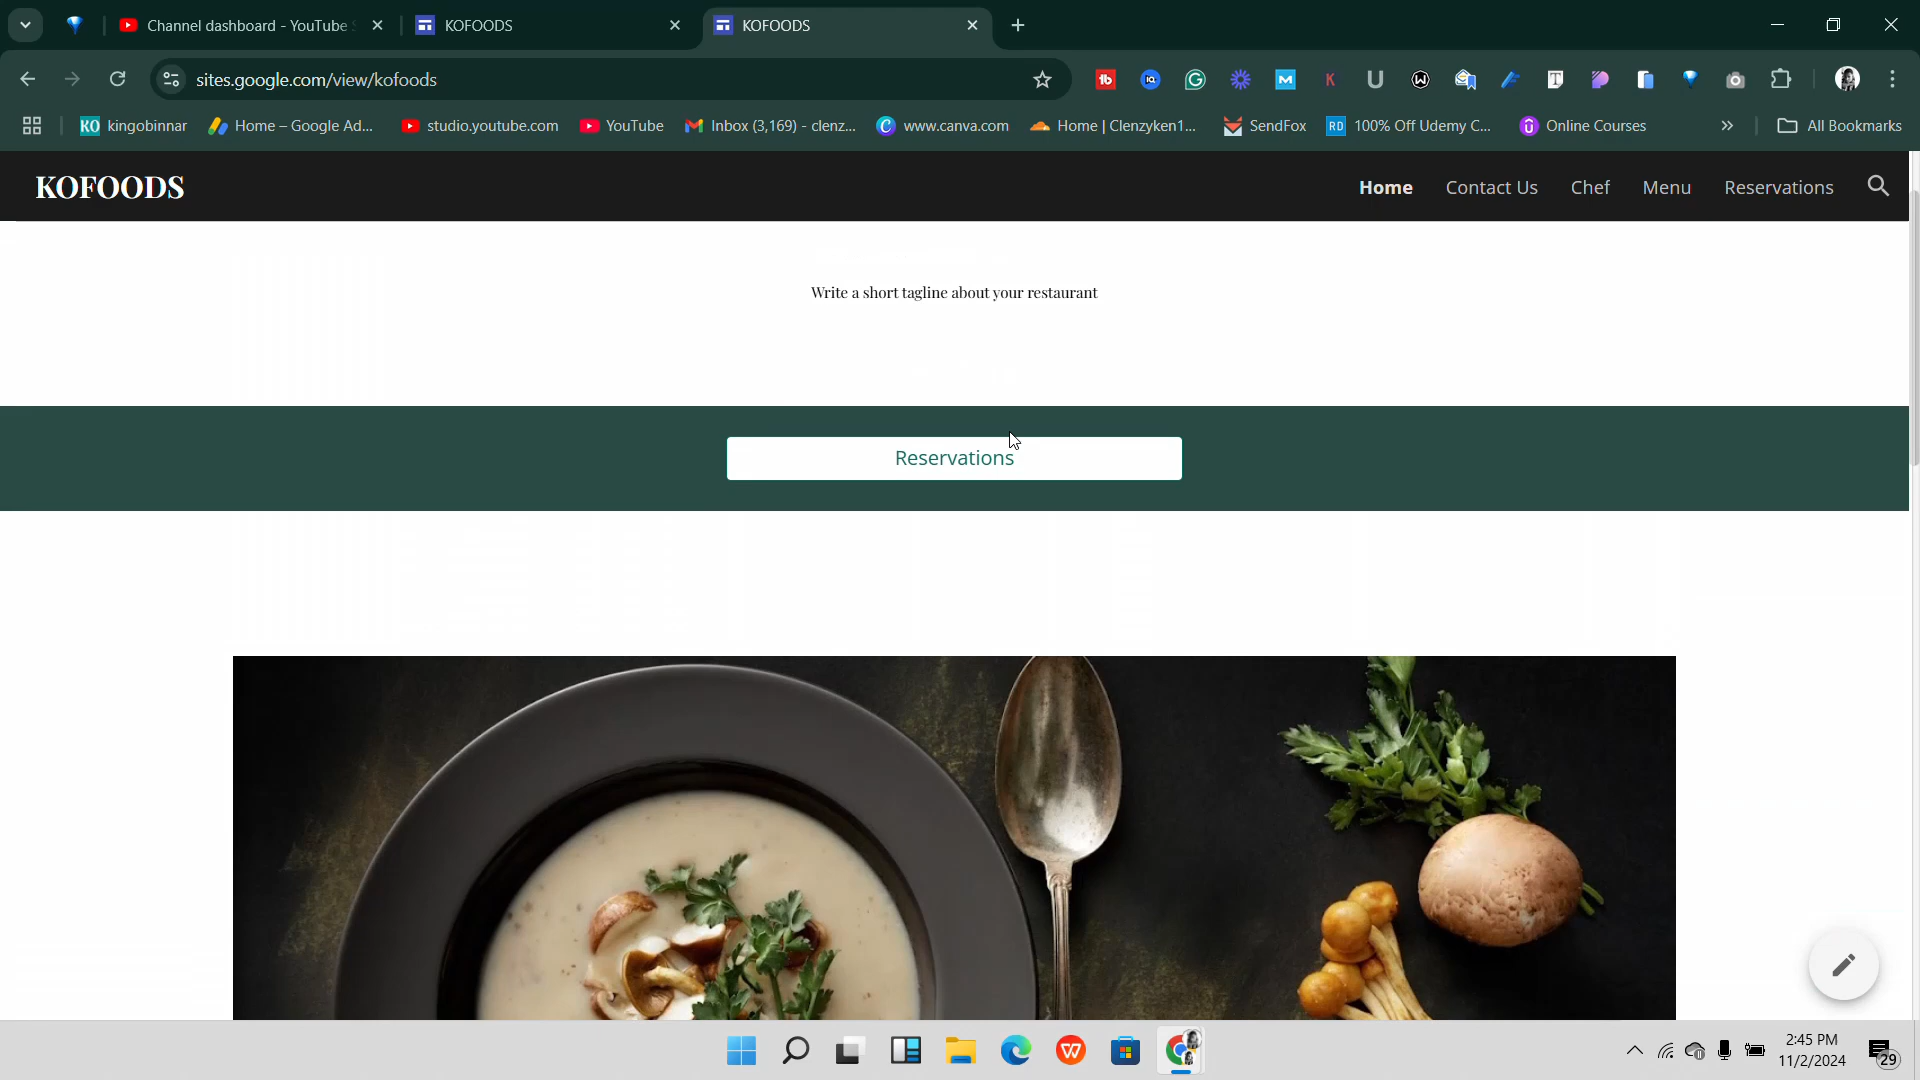 Channel dashboard - YouTube S
KOFOODS
KOFOODS
sites.google.com/view/kofoods
kingobinnar
Home – Google Ad...
studio.youtube.com
YouTube
Inbox (3,169) - clenz...
www.canva.com
Home | Clenzyken1...
SendFox
RD
100% Off Udemy C...
Online Courses
All Bookmarks
KOFOODS
Home
Contact Us
Chef
Menu
Reservations
Write a short tagline about your restaurant
Reservations
2:45 PM
11/2/2024
29